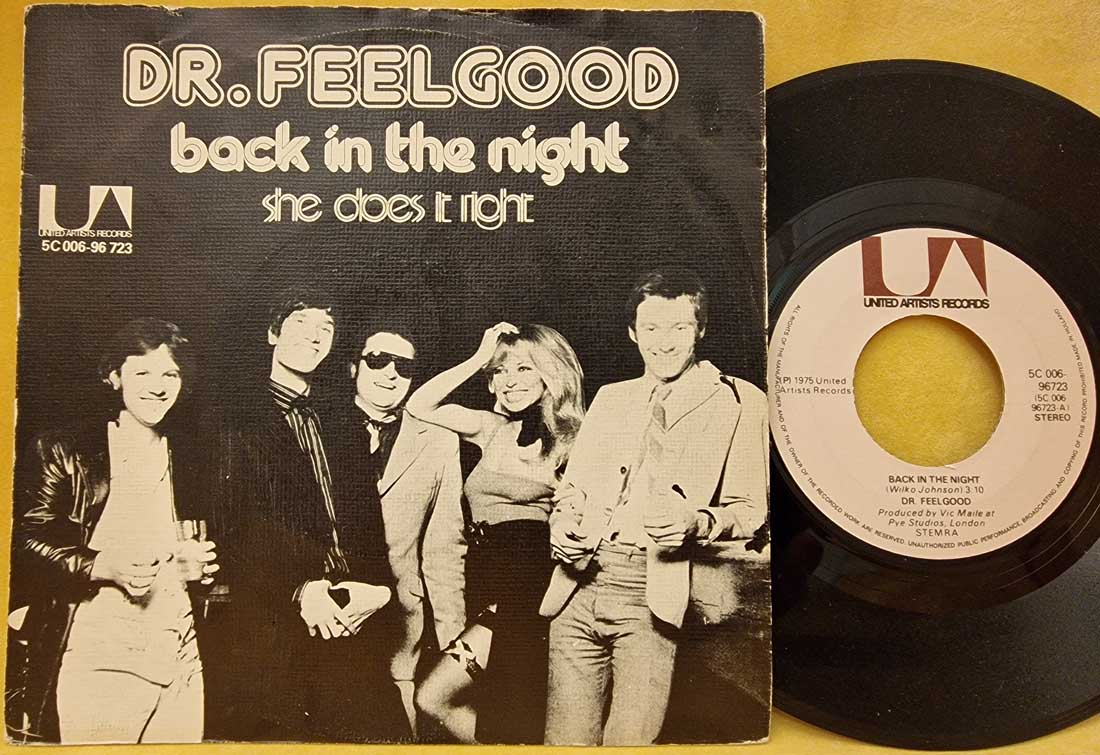 DR. FEELGOOD
back in the night
she does it right
UA
UNITED ARTISTS RECORDS
5C 006-96 723
UA
UNITED ARTISTS RECORDS
ALL RIGHTS OF THE MANUFACTURER AND OF THE OWNER OF THE RECORDED WORK ARE RESERVED. UNAUTHORIZED PUBLIC PERFORMANCE, BROADCASTING AND COPYING OF THIS RECORD PROHIBITED MADE IN HOLLAND
(P) 1975 United
Artists Records
5C 006-
96723
(5C 006
96723-A)
STEREO
BACK IN THE NIGHT
(Wilko Johnson) 3:10
DR. FEELGOOD
Produced by Vic Maile at
Pye Studios, London
STEMRA